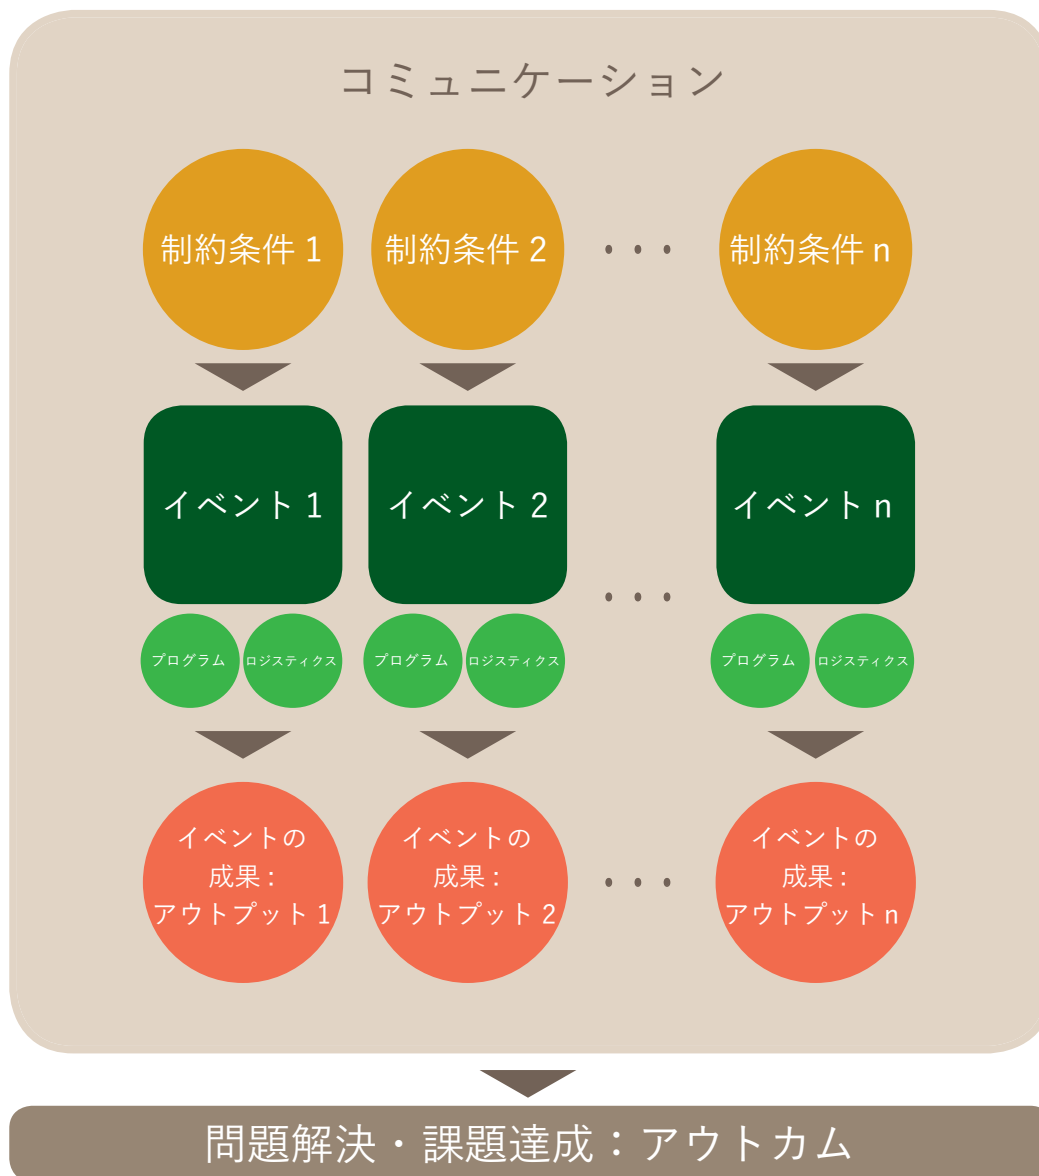 コミュニケーション
制約条件 1
制約条件 2
・・・
制約条件 n
イベント 1
イベント 2
イベント n
・・・
プログラム
ロジスティクス
プログラム
ロジスティクス
プログラム
ロジスティクス
イベントの
成果:
アウトプット 1
イベントの
成果:
アウトプット 2
・・・
イベントの
成果:
アウトプット n
問題解決・課題達成：アウトカム